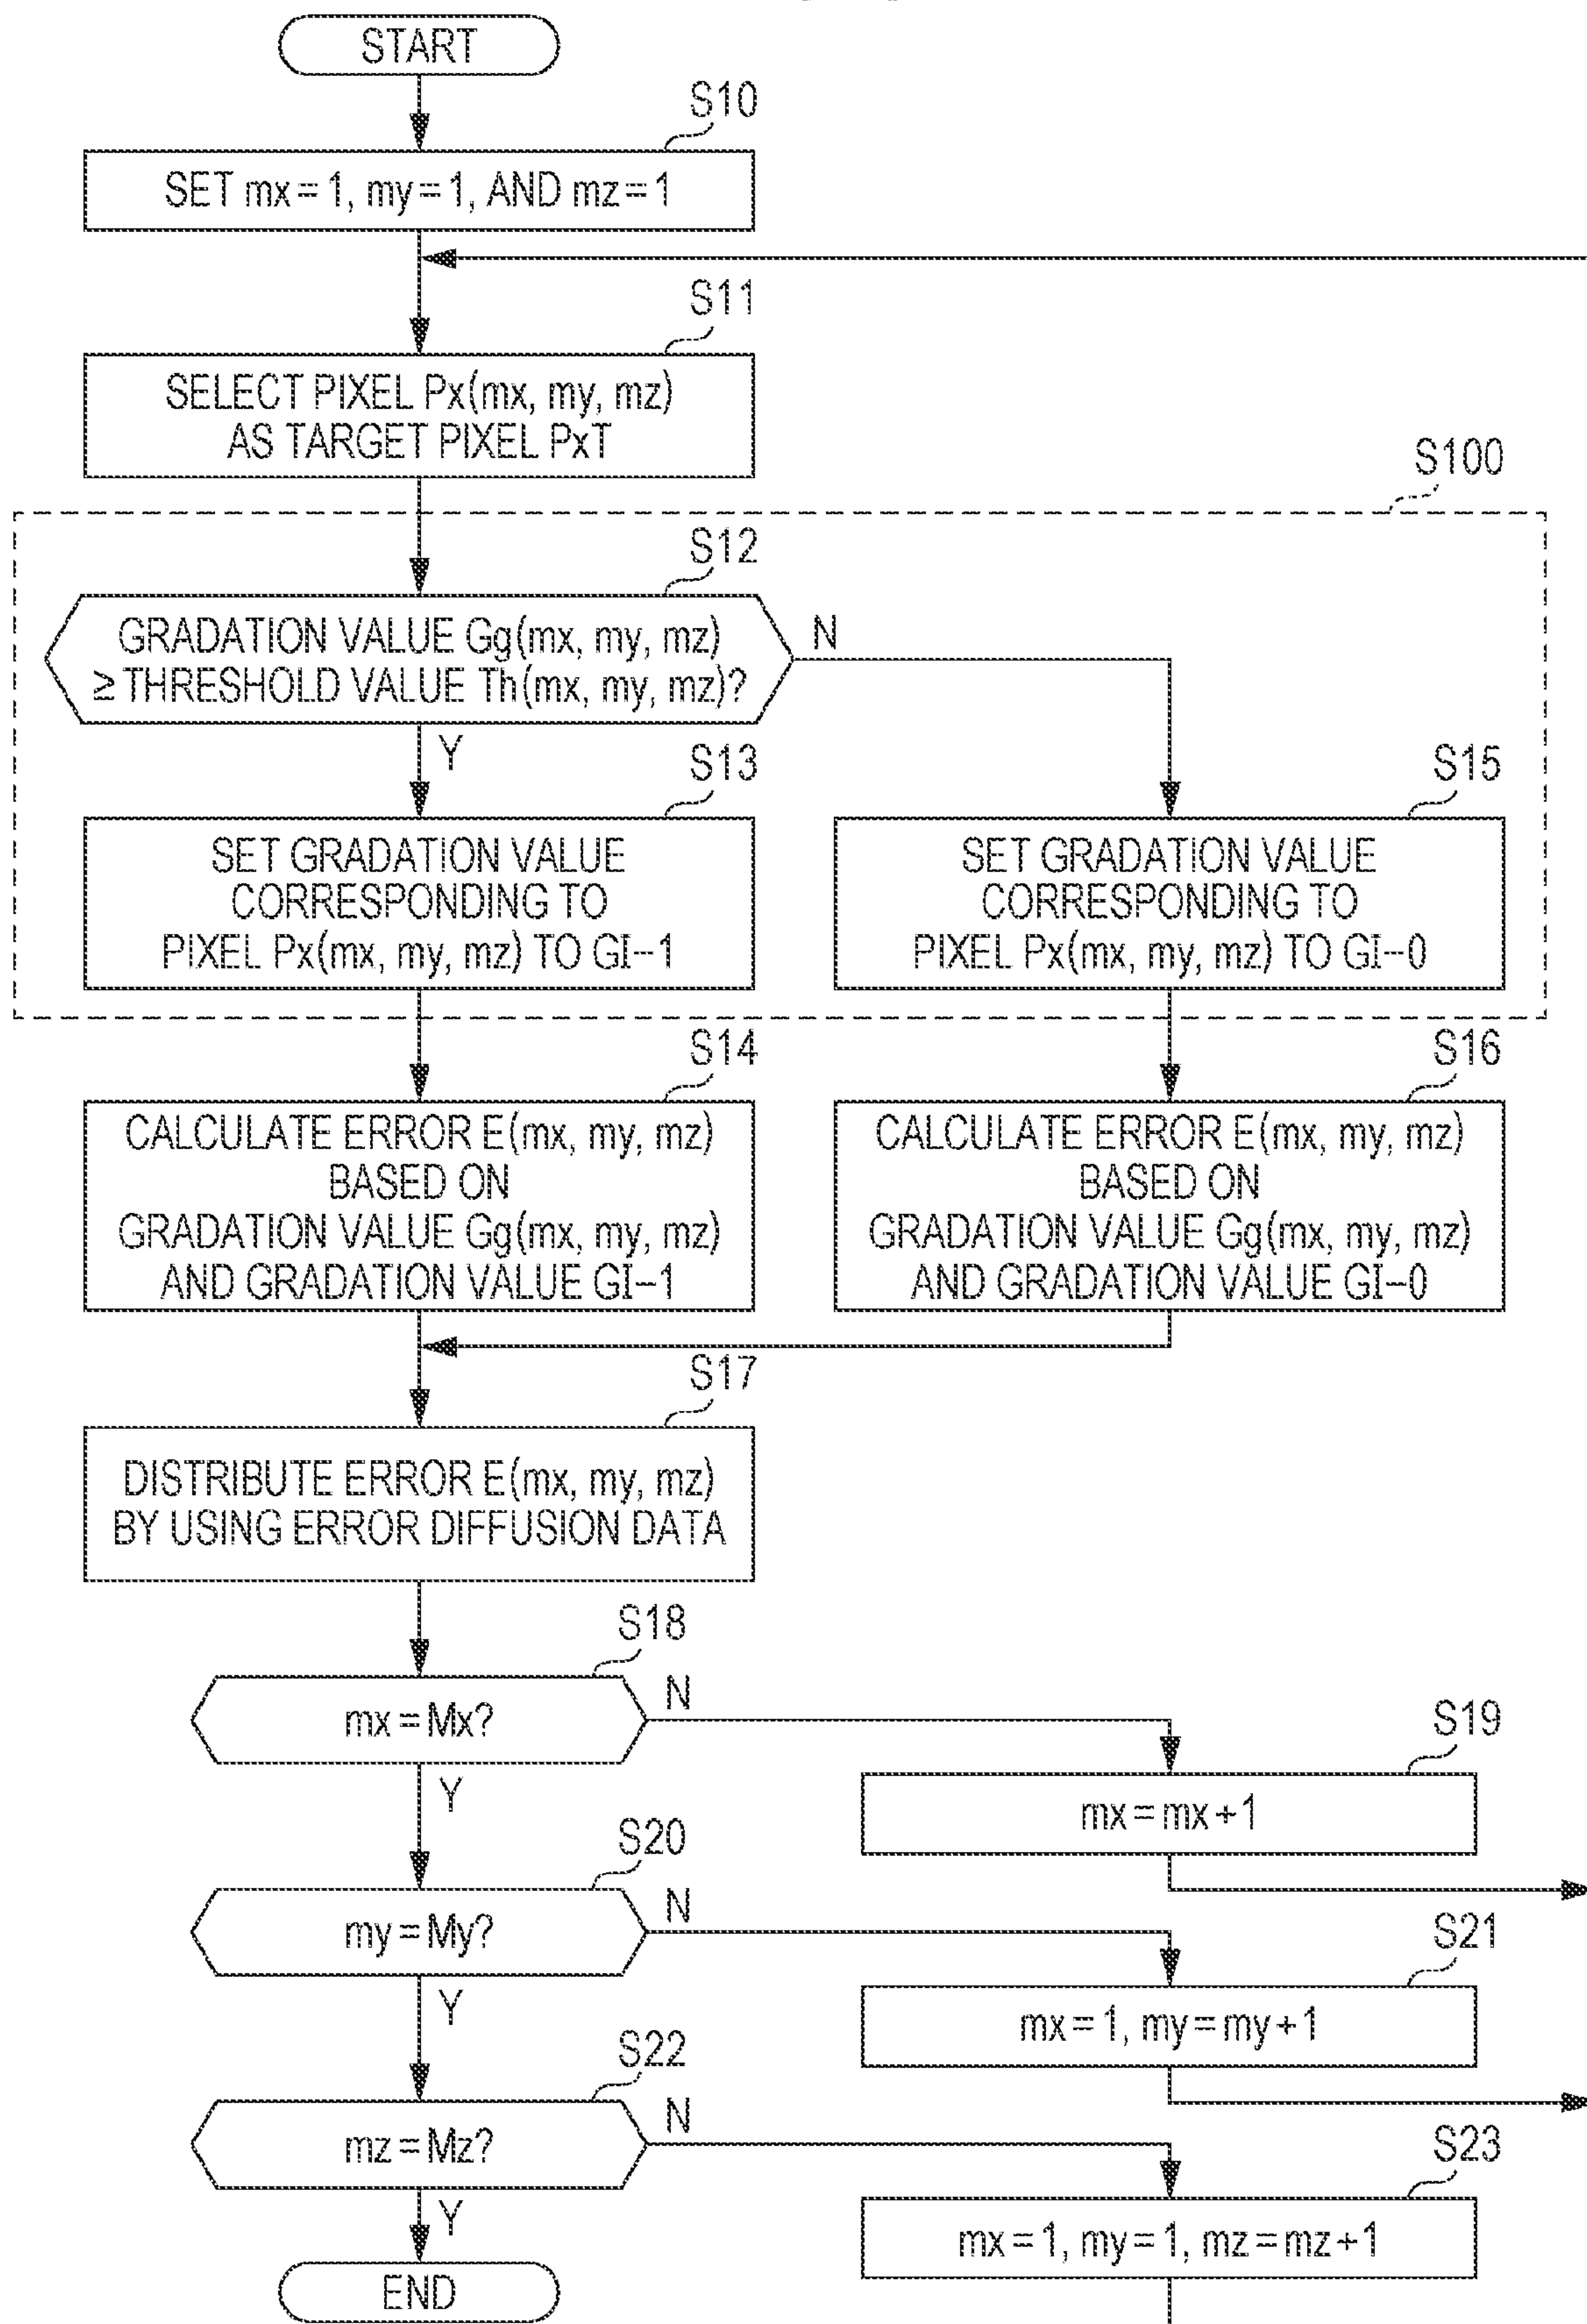 START
S10
SET mx=1, my=1, AND mz=1
S11
SELECT PIXEL Px(mx, my, mz)
AS TARGET PIXEL PxT
S100
S12
GRADATION VALUE Gg(mx, my, mz)
≥ THRESHOLD VALUE Th(mx, my, mz)?
N
Y
S13
SET GRADATION VALUE
CORRESPONDING TO
PIXEL Px(mx, my, mz) TO GI-1
S15
SET GRADATION VALUE
CORRESPONDING TO
PIXEL Px(mx, my, mz) TO GI-0
S14
CALCULATE ERROR E(mx, my, mz)
BASED ON
GRADATION VALUE Gg(mx, my, mz)
AND GRADATION VALUE GI-1
S16
CALCULATE ERROR E(mx, my, mz)
BASED ON
GRADATION VALUE Gg(mx, my, mz)
AND GRADATION VALUE GI-0
S17
DISTRIBUTE ERROR E(mx, my, mz)
BY USING ERROR DIFFUSION DATA
S18
mx=Mx?
N
Y
S19
mx=mx+1
S20
my=My?
N
Y
S21
mx=1, my=my+1
S22
mz=Mz?
N
Y
S23
mx=1, my=1, mz=mz+1
END